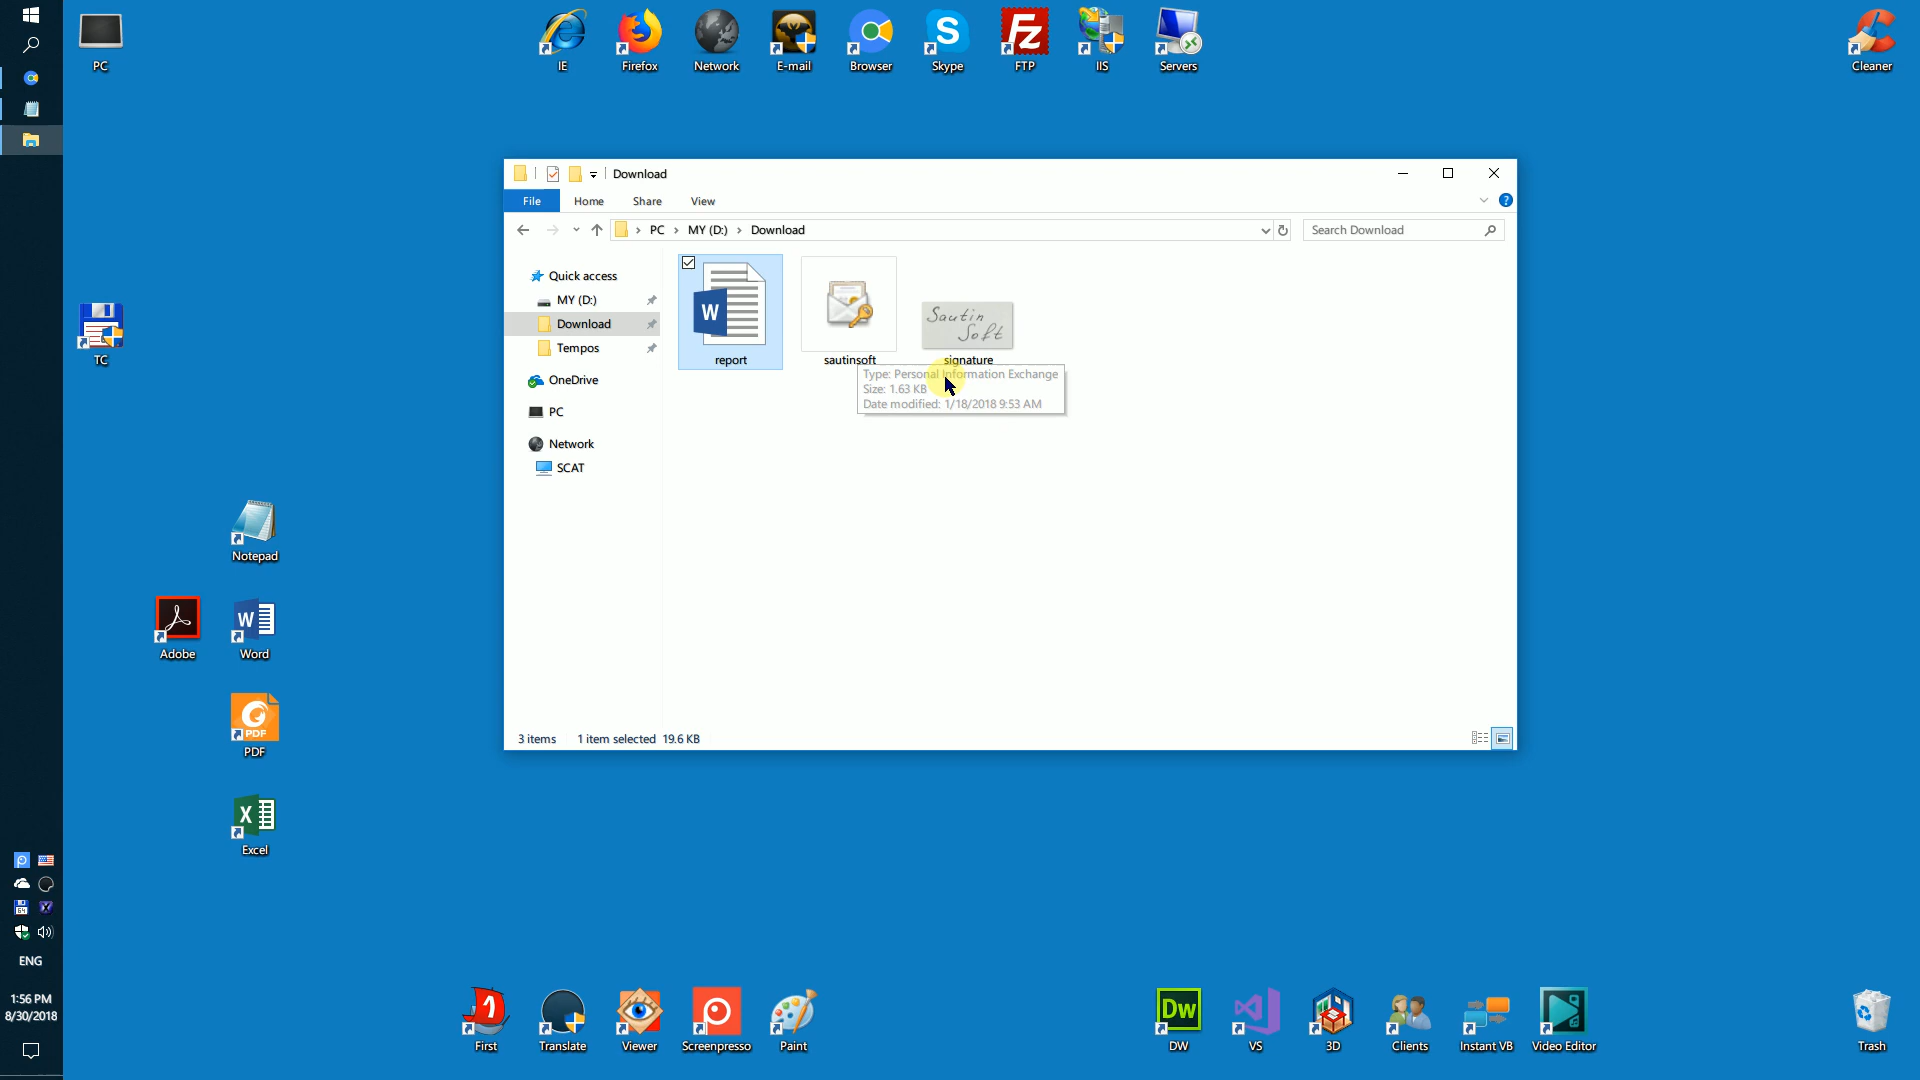 PC
IE
Firefox
Network
E-mail
Browser
Skype
FTP
IIS
Servers
Cleaner
TC
Notepad
Adobe
Word
PDF
PDF
Excel
Download
File
Home
Share
View
PC
MY (D:)
Download
Search Download
Quick access
MY (D:)
Download
Tempos
OneDrive
PC
Network
SCAT
report
sautinsoft
Sautin
Soft
signature
Type: Personal Information Exchange
Size: 1.63 KB
Date modified: 1/18/2018 9:53 AM
3 items
1 item selected 19.6 KB
64
ENG
1:56 PM
8/30/2018
First
Translate
Viewer
Screenpresso
Paint
Dw
DW
VS
3D
Clients
Instant VB
Video Editor
Trash